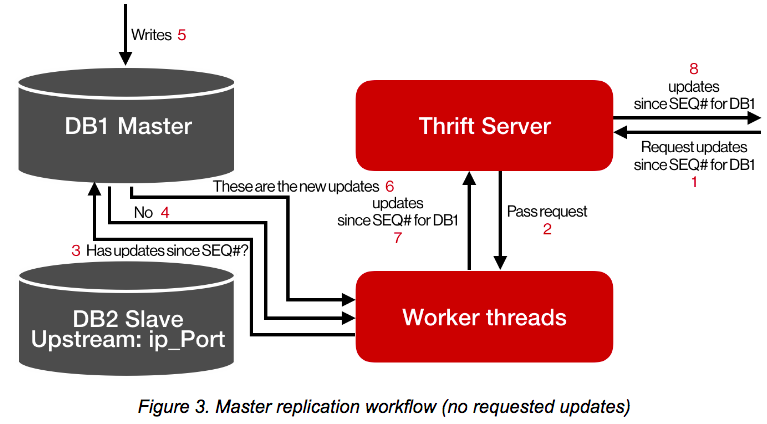 Writes 5
DB1 Master
Thrift Server
8
updates
since SEQ# for DB1
Request updates
since SEQ# for DB1
1
These are the new updates 6
No 4
updates
since SEQ# for DB1
7
Pass request
2
3 Has updates since SEQ#?
DB2 Slave
Upstream: ip_Port
Worker threads
Figure 3. Master replication workflow (no requested updates)